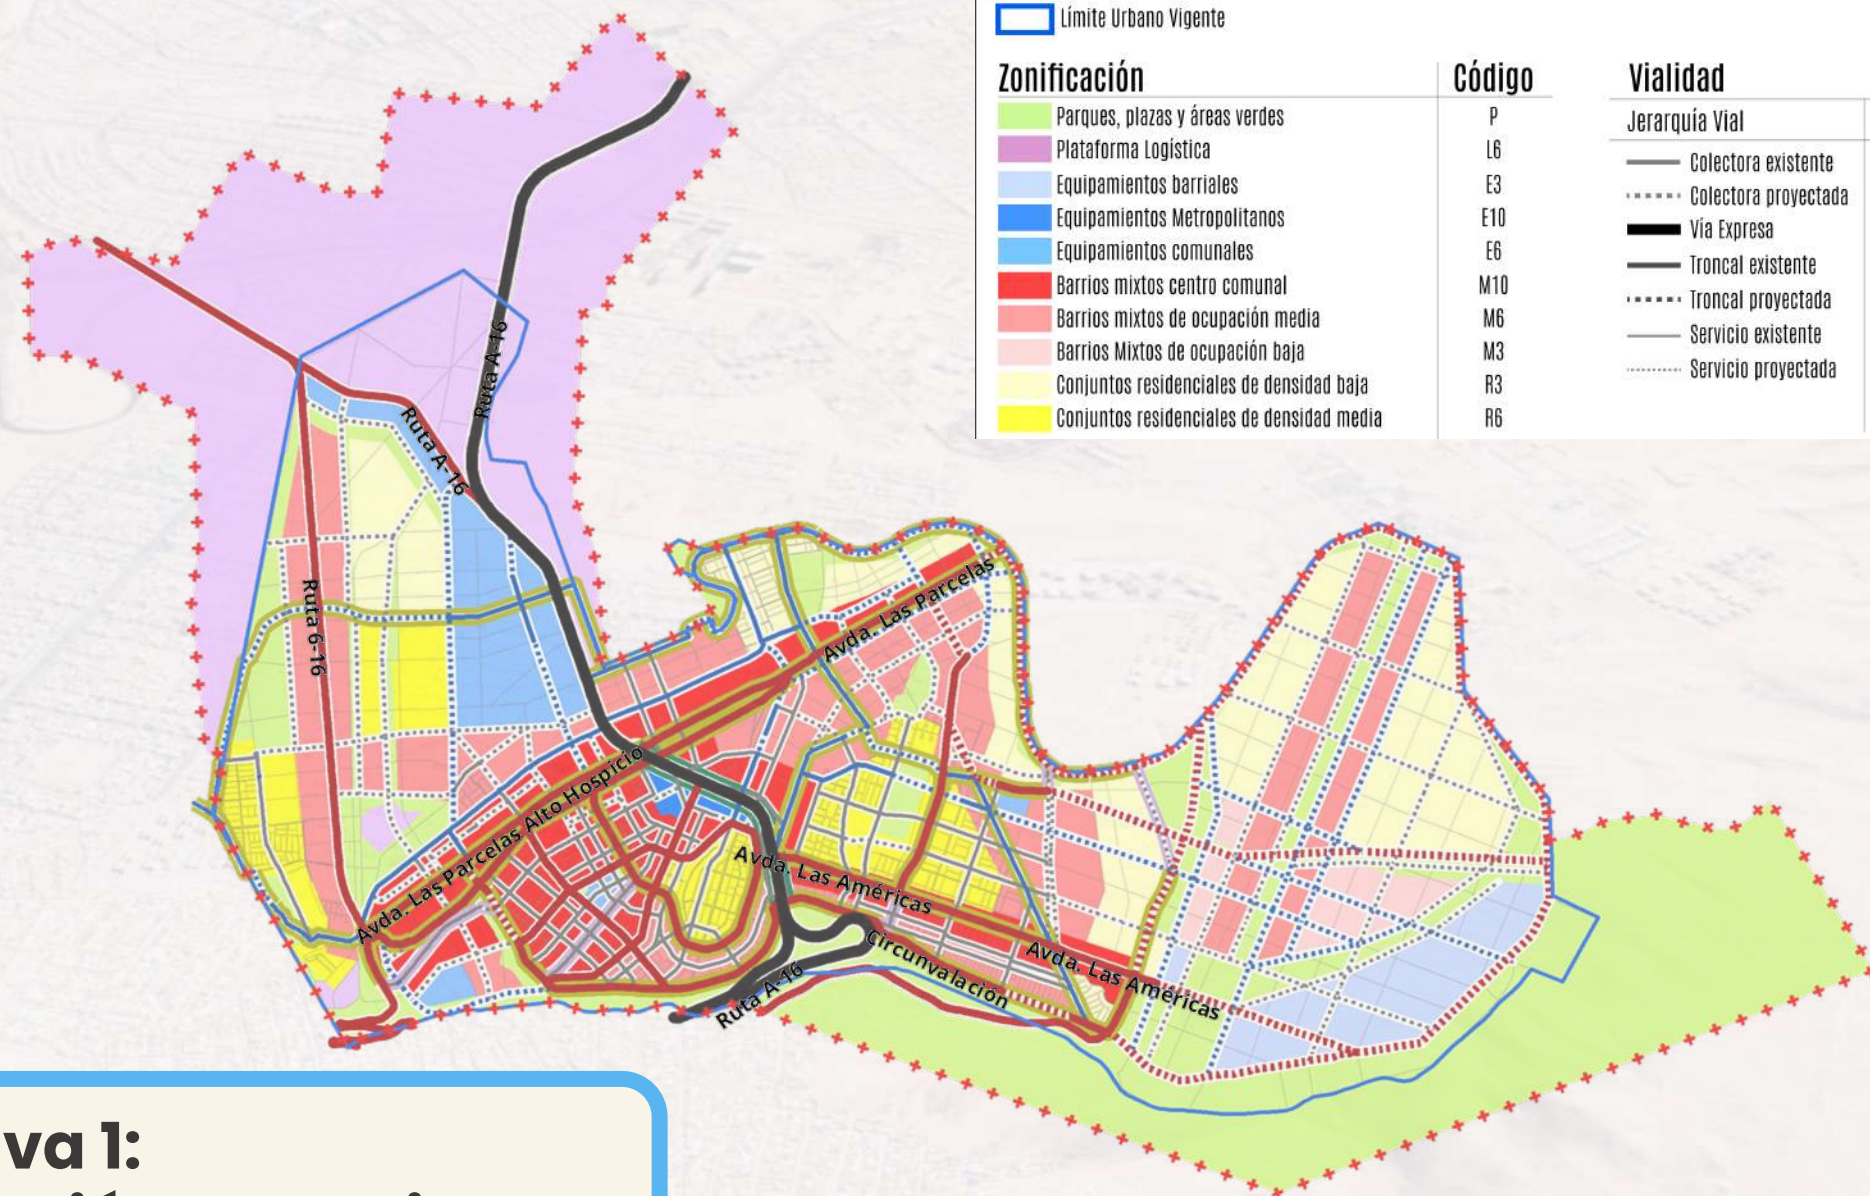 Límite Urbano Vigente
Zonificación Código
Parques, plazas y áreas verdes P
Plataforma Logística L6
Equipamientos barriales E3
Equipamientos Metropolitanos E10
Equipamientos comunales E6
Barrios mixtos centro comunal M10
Barrios mixtos de ocupación media M6
Barrios Mixtos de ocupación baja M3
Conjuntos residenciales de densidad baja R3
Conjuntos residenciales de densidad media R6
Vialidad
Jerarquía Vial
Colectora existente
Colectora proyectada
Vía Expresa
Troncal existente
Troncal proyectada
Servicio existente
Servicio proyectada
Ruta A-16
Ruta A-16
Ruta 6-16
Avda. Las Parcelas
Avda. Las Parcelas Alto Hospicio
Avda. Las Américas
Circunvalación
Avda. Las Américas
Ruta A-16
va 1: